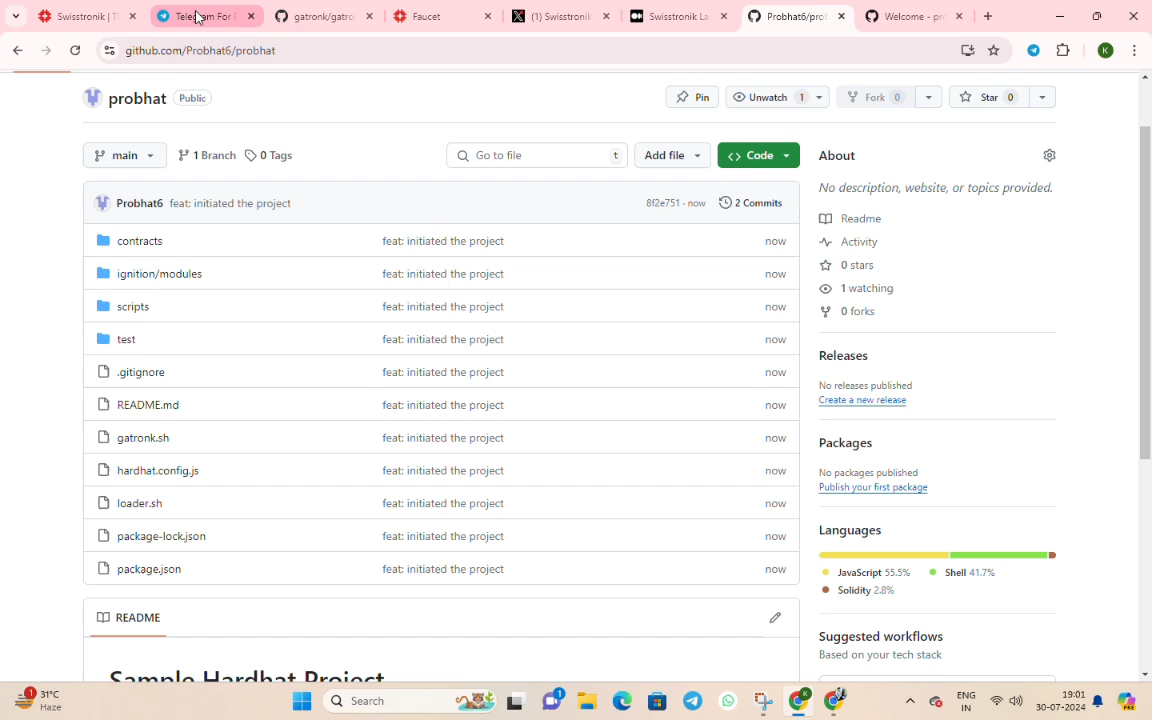 Swisstronik | T
Telegram For
gatronk/gatro
Faucet
(1) Swisstronik
Swisstronik La
Probhat6/prob
Welcome - pr
github.com/Probhat6/probhat
K
probhat Public
Pin
Unwatch 1
Fork 0
Star 0
main
1 Branch
0 Tags
Go to file t
Add file
<> Code
About
No description, website, or topics provided.
Probhat6 feat: initiated the project 8f2e751 · now 2 Commits
contracts feat: initiated the project now
ignition/modules feat: initiated the project now
scripts feat: initiated the project now
test feat: initiated the project now
.gitignore feat: initiated the project now
README.md feat: initiated the project now
gatronk.sh feat: initiated the project now
hardhat.config.js feat: initiated the project now
loader.sh feat: initiated the project now
package-lock.json feat: initiated the project now
package.json feat: initiated the project now
README
Sample Hardhat Project
Readme
Activity
0 stars
1 watching
0 forks
Releases
No releases published
Create a new release
Packages
No packages published
Publish your first package
Languages
JavaScript 55.5% Shell 41.7%
Solidity 2.8%
Suggested workflows
Based on your tech stack
1
31°C
Haze
Search
1
K
ENG
IN
19:01
30-07-2024
PRE